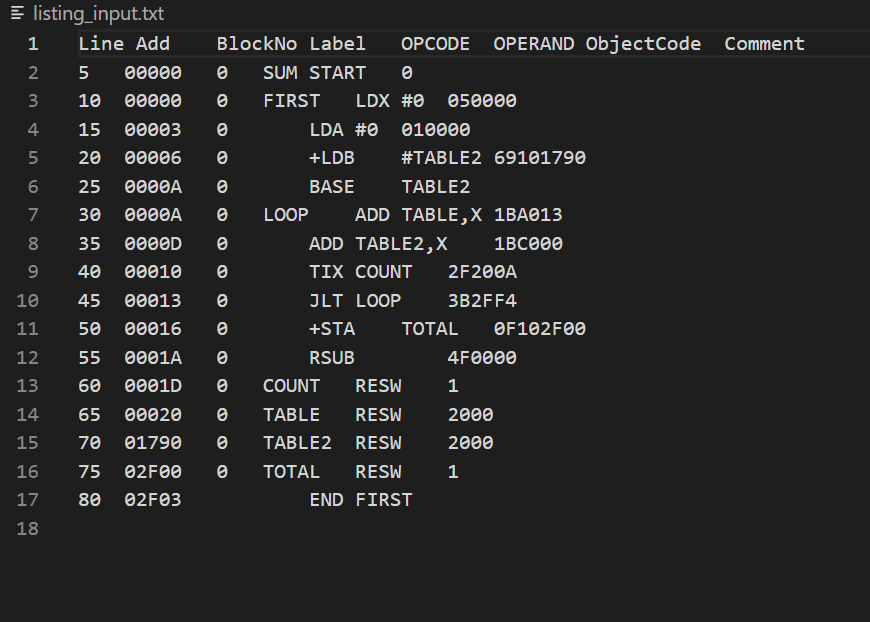 listing_input.txt
1 Line Add BlockNo Label OPCODE OPERAND ObjectCode Comment
2 5 00000 0 SUM START 0
3 10 00000 0 FIRST LDX #0 050000
4 15 00003 0 LDA #0 010000
5 20 00006 0 +LDB #TABLE2 69101790
6 25 0000A 0 BASE TABLE2
7 30 0000A 0 LOOP ADD TABLE,X 1BA013
8 35 0000D 0 ADD TABLE2,X 1BC000
9 40 00010 0 TIX COUNT 2F200A
10 45 00013 0 JLT LOOP 3B2FF4
11 50 00016 0 +STA TOTAL 0F102F00
12 55 0001A 0 RSUB 4F0000
13 60 0001D 0 COUNT RESW 1
14 65 00020 0 TABLE RESW 2000
15 70 01790 0 TABLE2 RESW 2000
16 75 02F00 0 TOTAL RESW 1
17 80 02F03 END FIRST
18